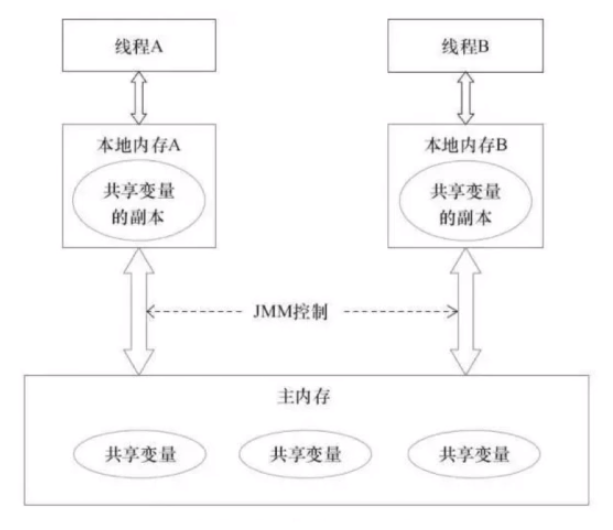 线程A
线程B
本地内存A
本地内存B
共享变量
的副本
共享变量
的副本
JMM控制
主内存
共享变量
共享变量
共享变量